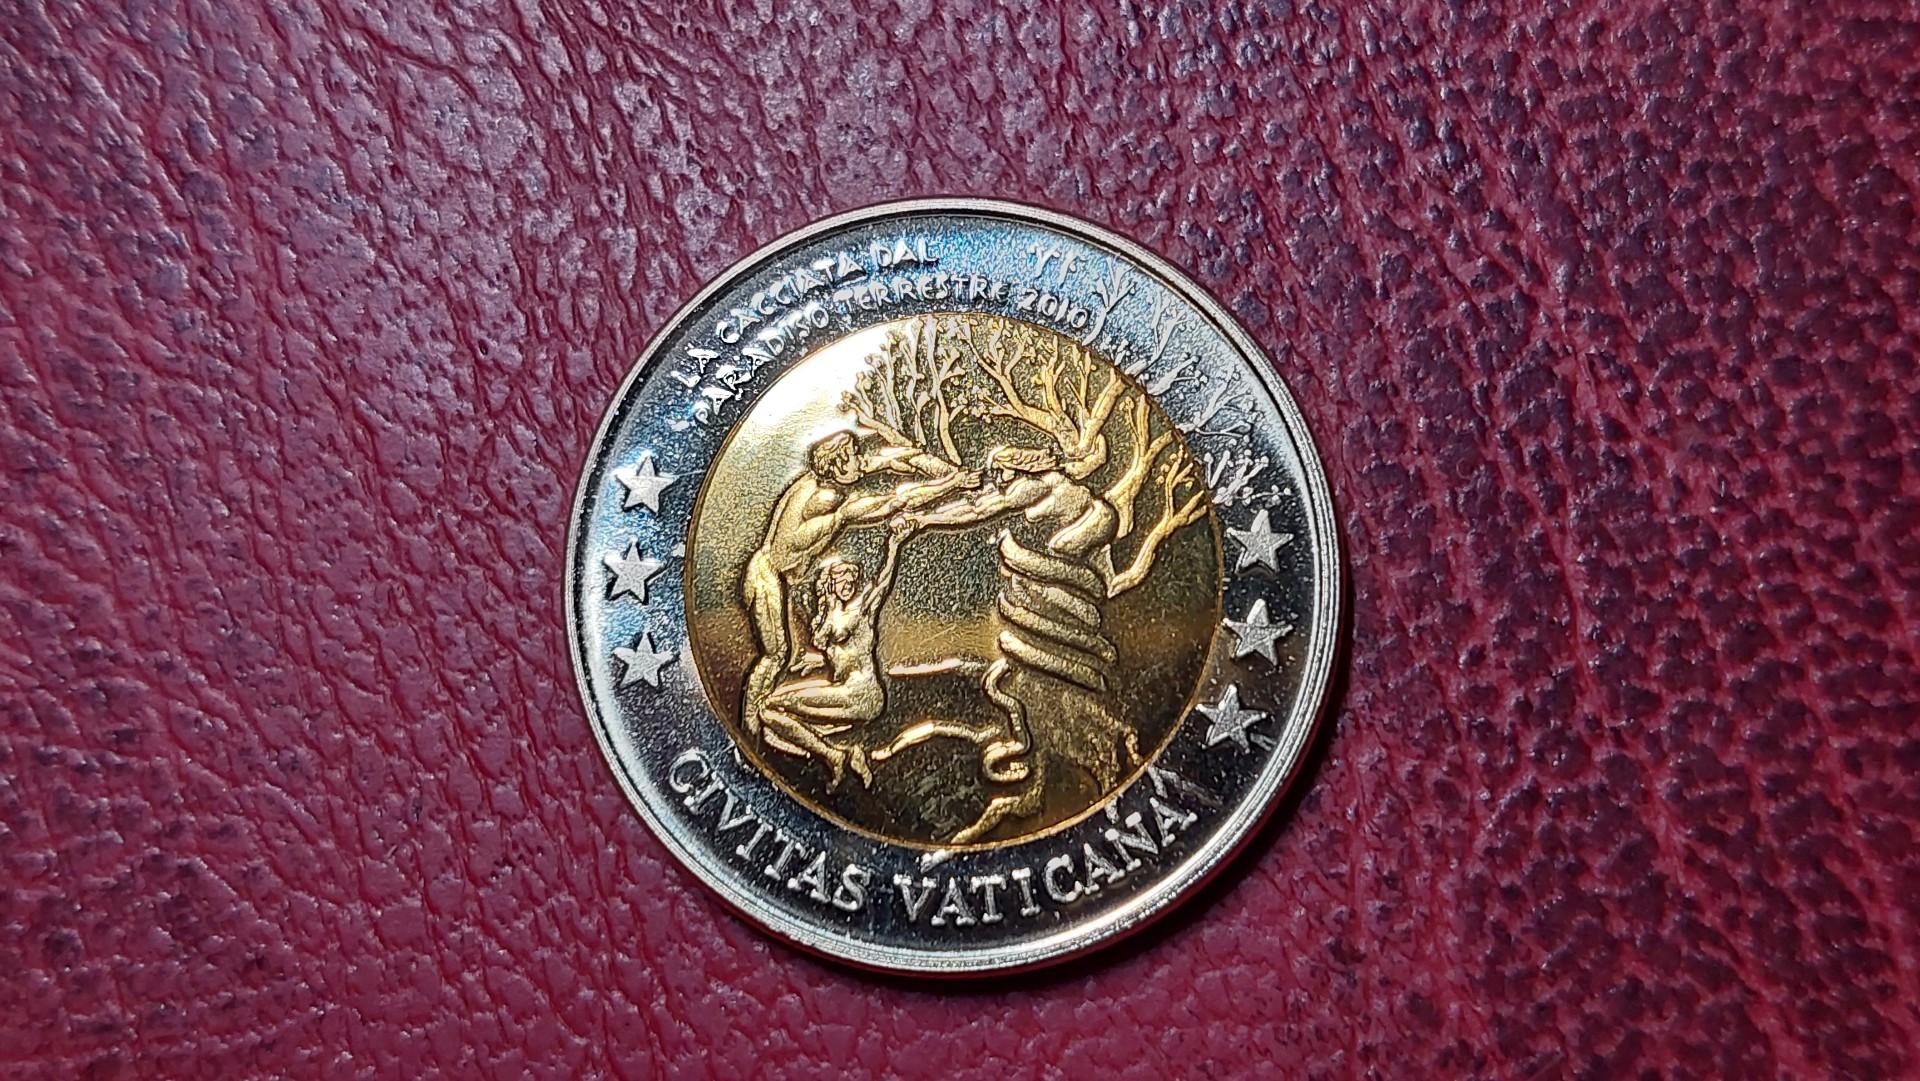 LA CACCIATA DAL
PARADISO TERRESTRE 2010
CIVITAS VATICANA